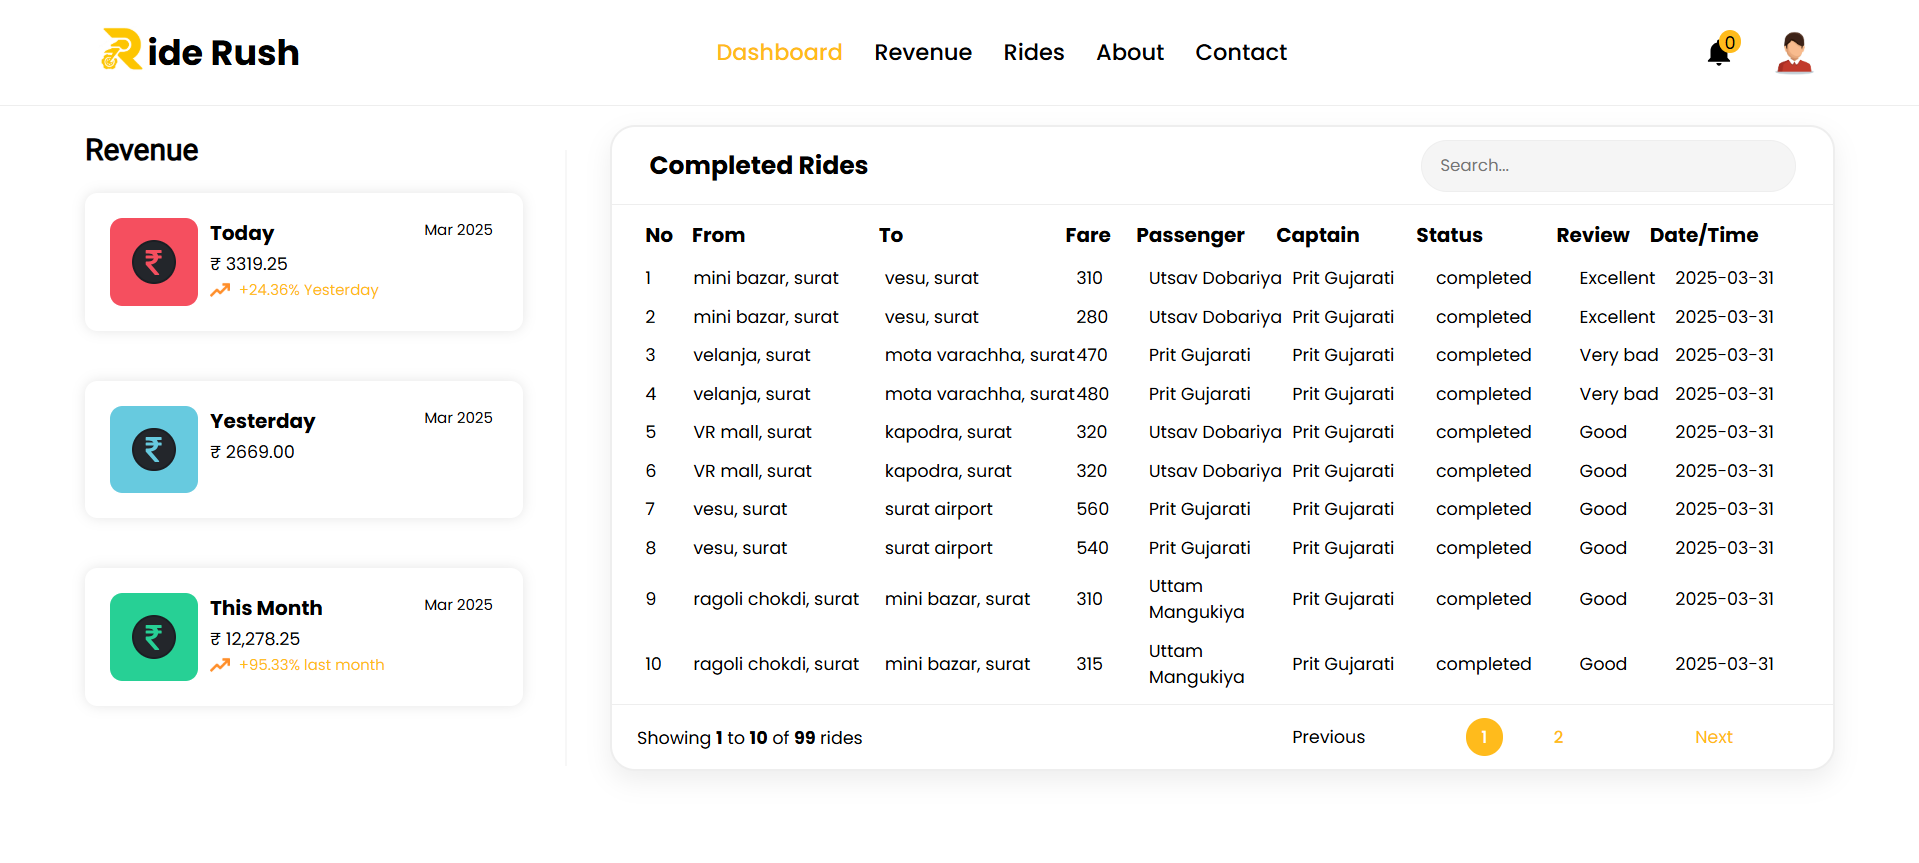 Ride Rush
Dashboard Revenue Rides About Contact
0
Revenue
Today Mar 2025
₹ 3319.25
+24.36% Yesterday
Yesterday Mar 2025
₹ 2669.00
This Month Mar 2025
₹ 12,278.25
+95.33% last month
Completed Rides Search...
No From To Fare Passenger Captain Status Review Date/Time
1 mini bazar, surat vesu, surat 310 Utsav Dobariya Prit Gujarati completed Excellent 2025-03-31
2 mini bazar, surat vesu, surat 280 Utsav Dobariya Prit Gujarati completed Excellent 2025-03-31
3 velanja, surat mota varachha, surat 470 Prit Gujarati Prit Gujarati completed Very bad 2025-03-31
4 velanja, surat mota varachha, surat 480 Prit Gujarati Prit Gujarati completed Very bad 2025-03-31
5 VR mall, surat kapodra, surat 320 Utsav Dobariya Prit Gujarati completed Good 2025-03-31
6 VR mall, surat kapodra, surat 320 Utsav Dobariya Prit Gujarati completed Good 2025-03-31
7 vesu, surat surat airport 560 Prit Gujarati Prit Gujarati completed Good 2025-03-31
8 vesu, surat surat airport 540 Prit Gujarati Prit Gujarati completed Good 2025-03-31
9 ragoli chokdi, surat mini bazar, surat 310 Uttam Mangukiya Prit Gujarati completed Good 2025-03-31
10 ragoli chokdi, surat mini bazar, surat 315 Uttam Mangukiya Prit Gujarati completed Good 2025-03-31
Showing 1 to 10 of 99 rides Previous 1 2 Next